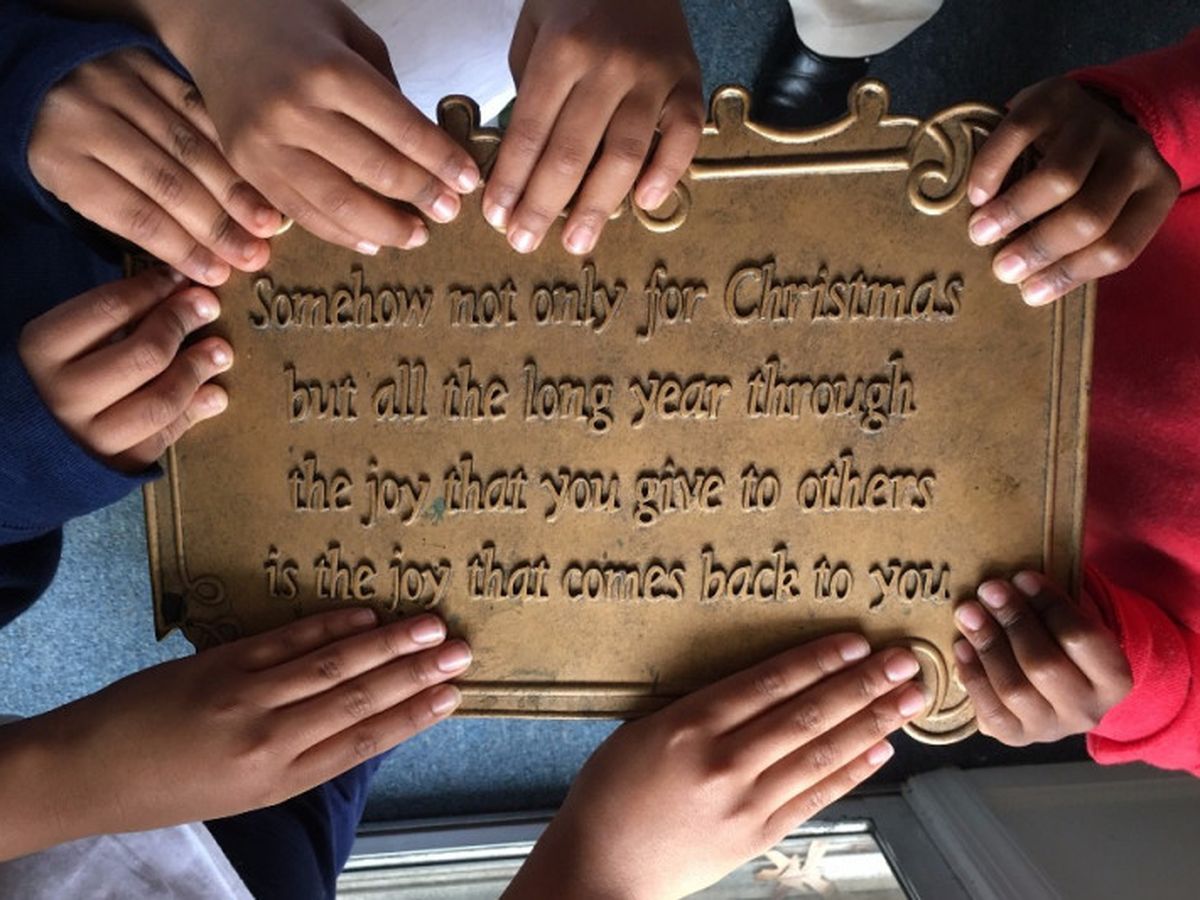 Somehow not only for Christmas
but all the long year through
the joy that you give to others
is the joy that comes back to you